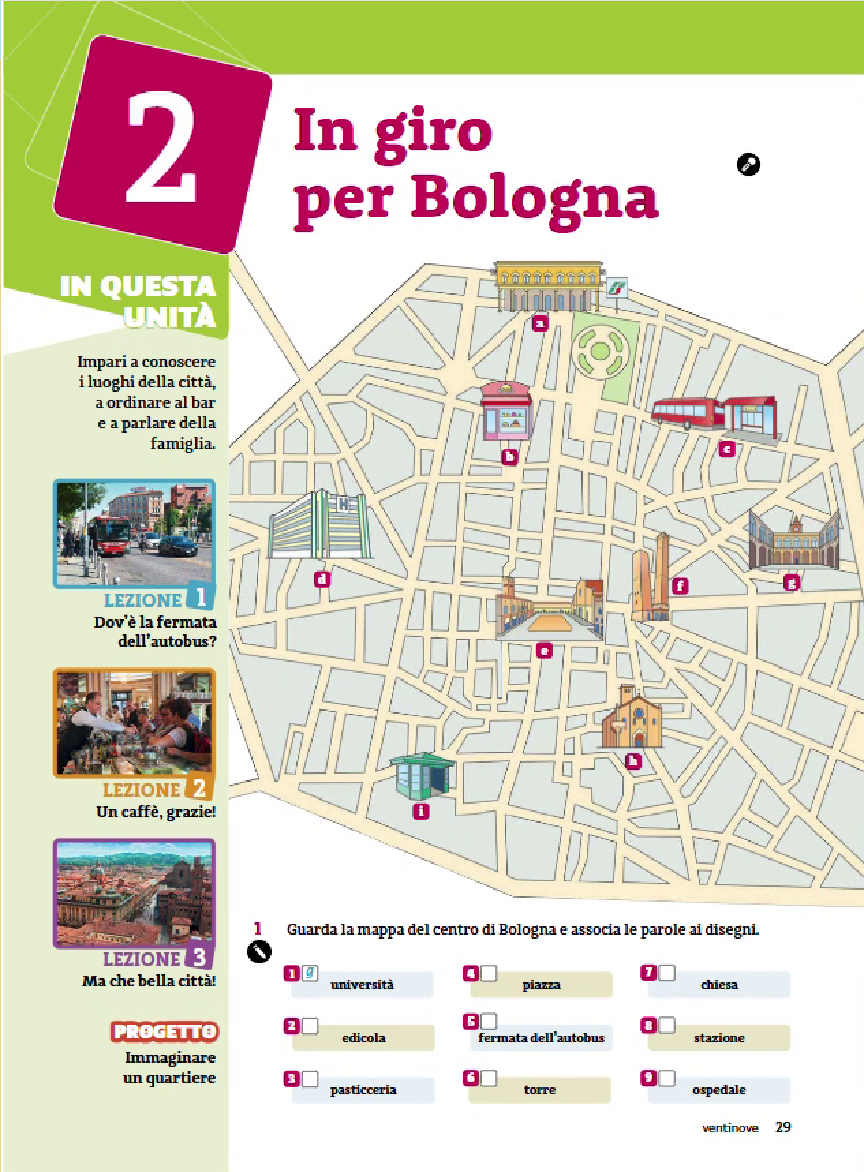 2
In giro
per Bologna
IN QUESTA
UNITÀ
Impari a conoscere
i luoghi della città,
a ordinare al bar
e a parlare della
famiglia.
LEZIONE 1
Dov'è la fermata
dell'autobus?
LEZIONE 2
Un caffè, grazie!
LEZIONE 3
Ma che bella città!
PROGETTO
Immaginare
un quartiere
a
b
c
H
d
f
g
e
h
i
1 Guarda la mappa del centro di Bologna e associa le parole ai disegni.
1 g università
2 edicola
3 pasticceria
4 piazza
5 fermata dell'autobus
6 torre
7 chiesa
8 stazione
9 ospedale
ventinove 29